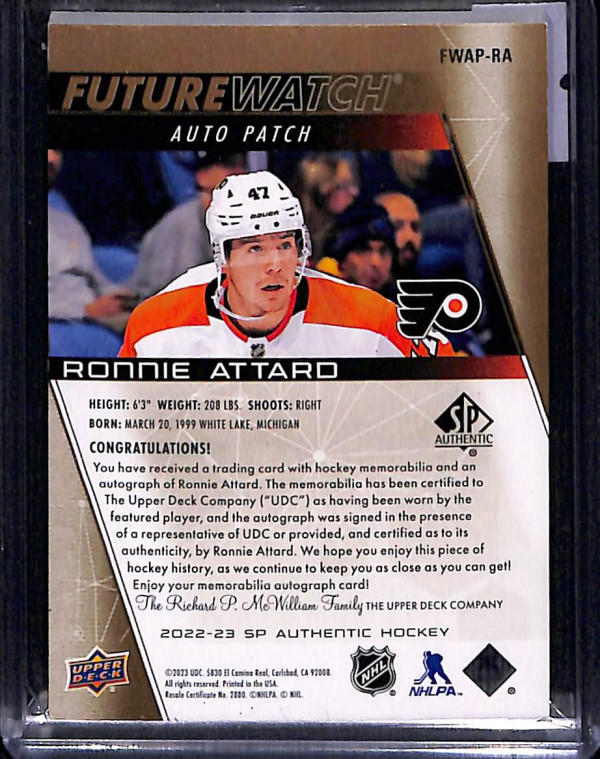 FWAP-RA
FUTUREWATCH®
AUTO PATCH
47
BAUER
RONNIE ATTARD
HEIGHT: 6'3" WEIGHT: 208 LBS. SHOOTS: RIGHT
BORN: MARCH 20, 1999 WHITE LAKE, MICHIGAN
SP
AUTHENTIC
®
CONGRATULATIONS!
You have received a trading card with hockey memorabilia and an
autograph of Ronnie Attard. The memorabilia has been certified to
The Upper Deck Company ("UDC") as having been worn by the
featured player, and the autograph was signed in the presence
of a representative of UDC or provided, and certified as to its
authenticity, by Ronnie Attard. We hope you enjoy this piece of
hockey history, as we continue to keep you as close as you can get!
Enjoy your memorabilia autograph card!
The Richard P. McWilliam Family THE UPPER DECK COMPANY
2022-23 SP AUTHENTIC HOCKEY
UPPER
DECK
©2023 UDC. 5830 El Camino Real, Carlsbad, CA 92008.
All rights reserved. Printed in the USA.
Resale Certificate No. 2880. ©NHLPA. © NHL.
NHL
NHLPA
®